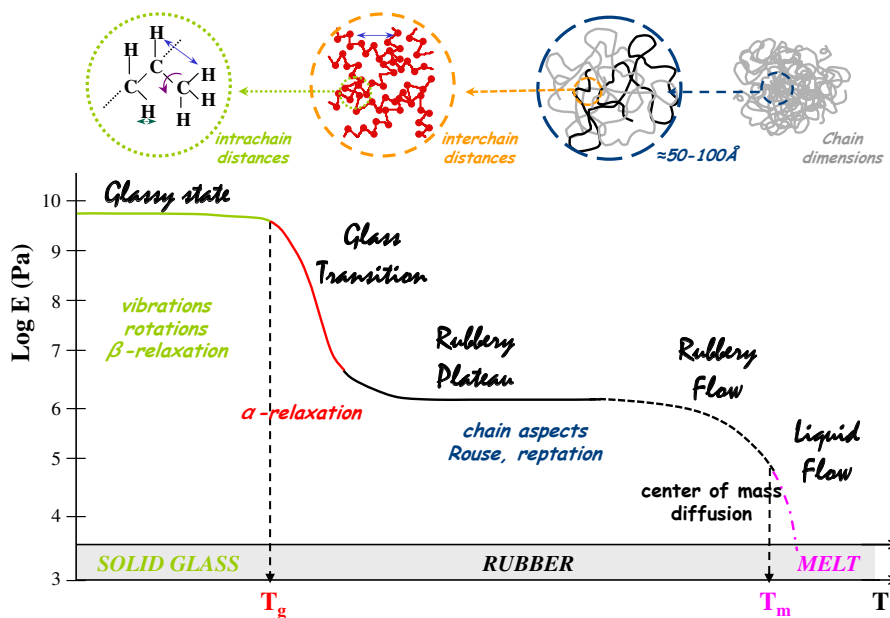 H
H
C
H
C
C
H
H
H
intrachain
distances
interchain
distances
≈50-100Å
Chain
dimensions
Log E (Pa)
10
9
8
7
6
5
4
3
Glassy state
Glass
Transition
vibrations
rotations
β-relaxation
α-relaxation
Rubbery
Plateau
chain aspects
Rouse, reptation
Rubbery
Flow
Liquid
Flow
center of mass
diffusion
SOLID GLASS
RUBBER
MELT
Tg
Tm
T